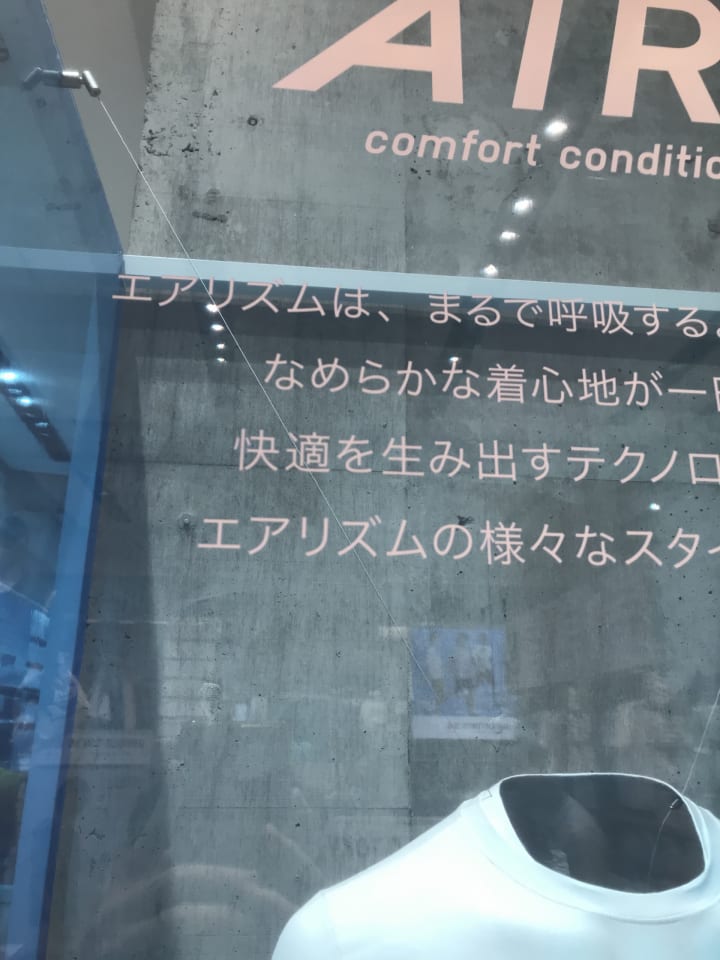 AIR
comfort conditio
エアリズムは、まるで呼吸する
なめらかな着心地が一
快適を生み出すテクノロ
エアリズムの様々なスタイ